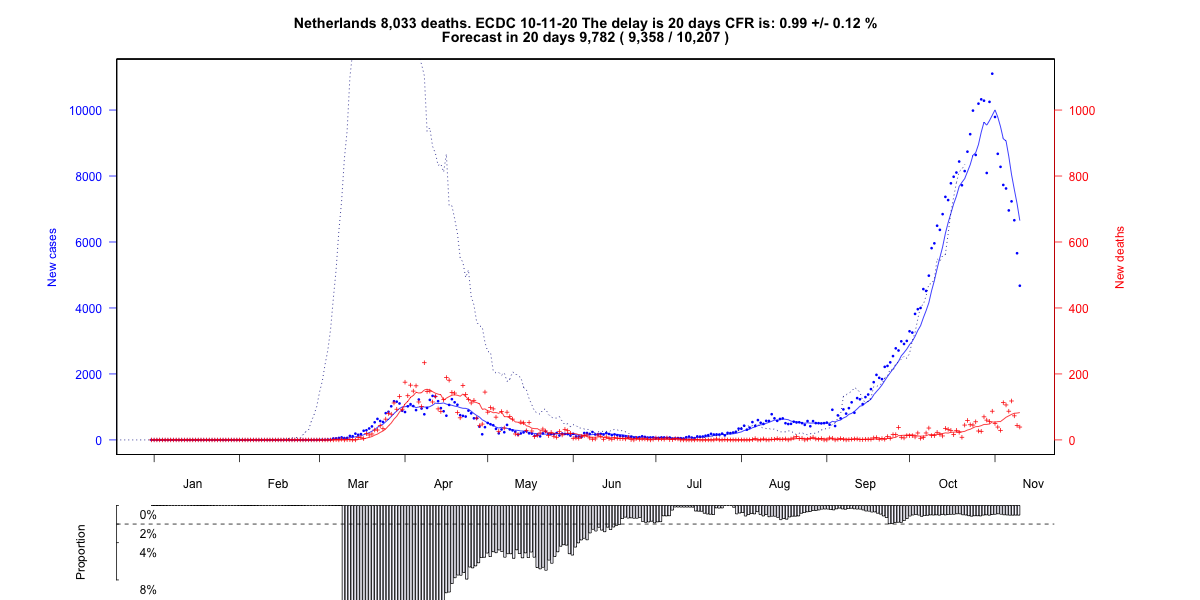 Netherlands 8,033 deaths. ECDC 10-11-20 The delay is 20 days CFR is: 0.99 +/- 0.12 %
Forecast in 20 days 9,782 ( 9,358 / 10,207 )
New cases
10000
8000
6000
4000
2000
0
New deaths
1000
800
600
400
200
0
Jan Feb Mar Apr May Jun Jul Aug Sep Oct Nov
Proportion
0%
2%
4%
8%